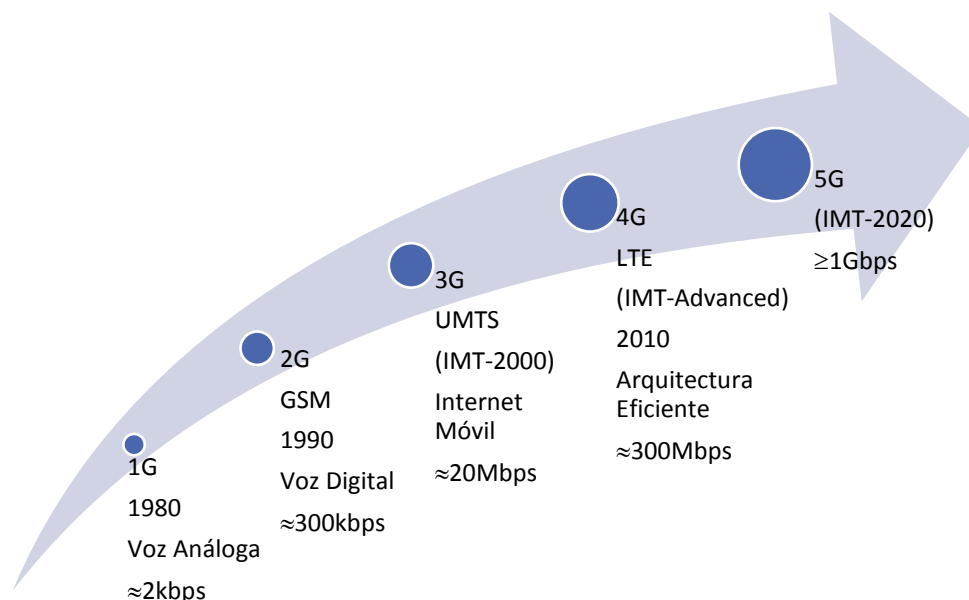 1G
1980
Voz Análoga
≈2kbps
2G
GSM
1990
Voz Digital
≈300kbps
3G
UMTS
(IMT-2000)
Internet
Móvil
≈20Mbps
4G
LTE
(IMT-Advanced)
2010
Arquitectura
Eficiente
≈300Mbps
5G
(IMT-2020)
≥1Gbps